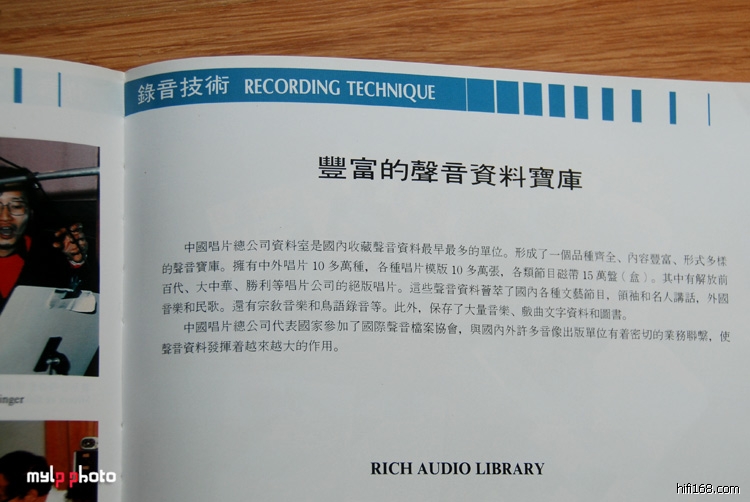 錄音技術 RECORDING TECHNIQUE
豐富的聲音資料寶庫
中國唱片總公司資料室是國內收藏聲音資料最早最多的單位。形成了一個品種齊全、內容豐富、形式多樣
的聲音寶庫。擁有中外唱片 10 多萬種，各種唱片模版 10 多萬張，各類節目磁帶 15 萬盤（盒）。其中有解放前
百代、大中華、勝利等唱片公司的絕版唱片。這些聲音資料薈萃了國內各種文藝節目，領袖和名人講話，外國
音樂和民歌。還有宗敎音樂和鳥語錄音等。此外，保存了大量音樂、戲曲文字資料和圖書。
中國唱片總公司代表國家參加了國際聲音檔案協會，與國內外許多音像出版單位有着密切的業務聯繫，使
聲音資料發揮着越來越大的作用。
inger
RICH AUDIO LIBRARY
mylp photo
hifi168.com